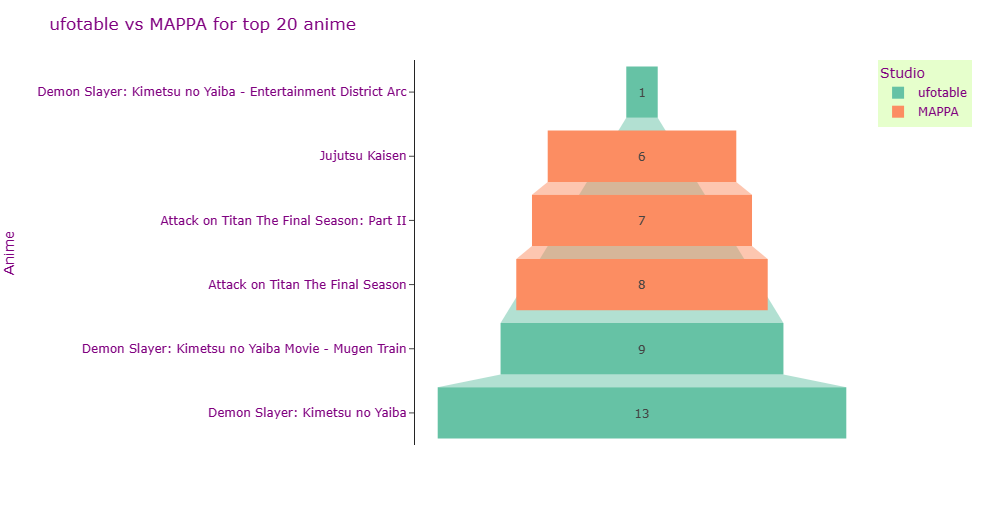 ufotable vs MAPPA for top 20 anime
Studio
ufotable
MAPPA
Anime
Demon Slayer: Kimetsu no Yaiba - Entertainment District Arc
1
Jujutsu Kaisen
6
Attack on Titan The Final Season: Part II
7
Attack on Titan The Final Season
8
Demon Slayer: Kimetsu no Yaiba Movie - Mugen Train
9
Demon Slayer: Kimetsu no Yaiba
13